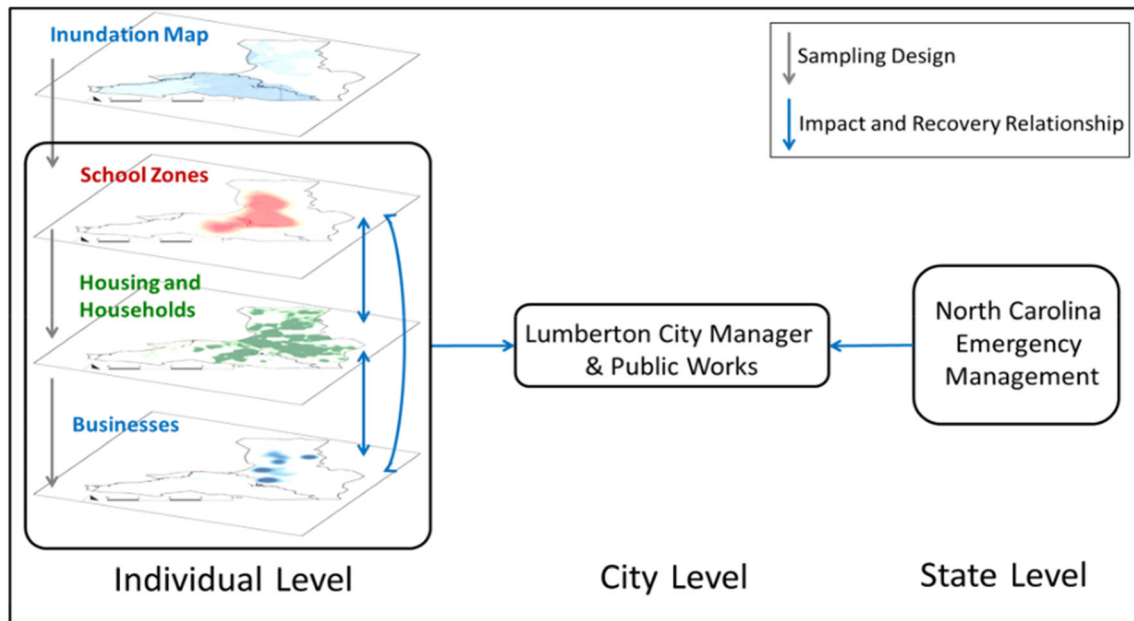 Inundation Map
School Zones
Housing and
Households
Businesses
Individual Level
Lumberton City Manager
& Public Works
City Level
North Carolina
Emergency
Management
State Level
Sampling Design
Impact and Recovery Relationship